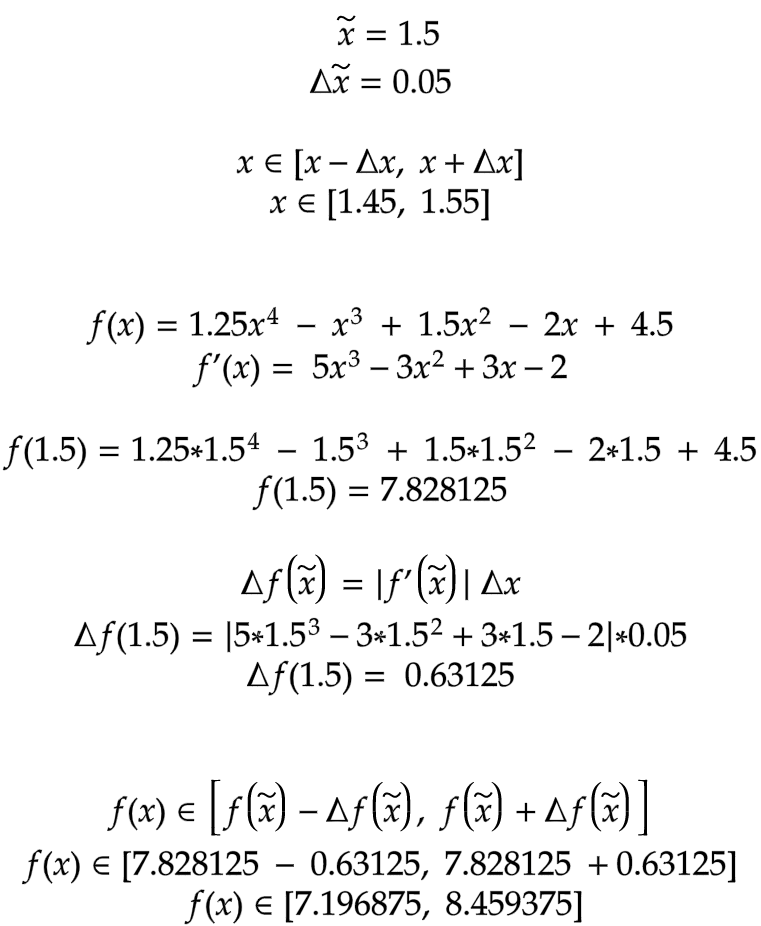 x̃ = 1.5
Δx̃ = 0.05
x ∈ [x − Δx, x + Δx]
x ∈ [1.45, 1.55]
f(x) = 1.25x⁴ − x³ + 1.5x² − 2x + 4.5
f′(x) = 5x³ − 3x² + 3x − 2
f(1.5) = 1.25*1.5⁴ − 1.5³ + 1.5*1.5² − 2*1.5 + 4.5
f(1.5) = 7.828125
Δf(x̃) = |f′(x̃)| Δx
Δf(1.5) = |5*1.5³ − 3*1.5² + 3*1.5 − 2|*0.05
Δf(1.5) = 0.63125
f(x) ∈ [f(x̃) − Δf(x̃), f(x̃) + Δf(x̃)]
f(x) ∈ [7.828125 − 0.63125, 7.828125 + 0.63125]
f(x) ∈ [7.196875, 8.459375]